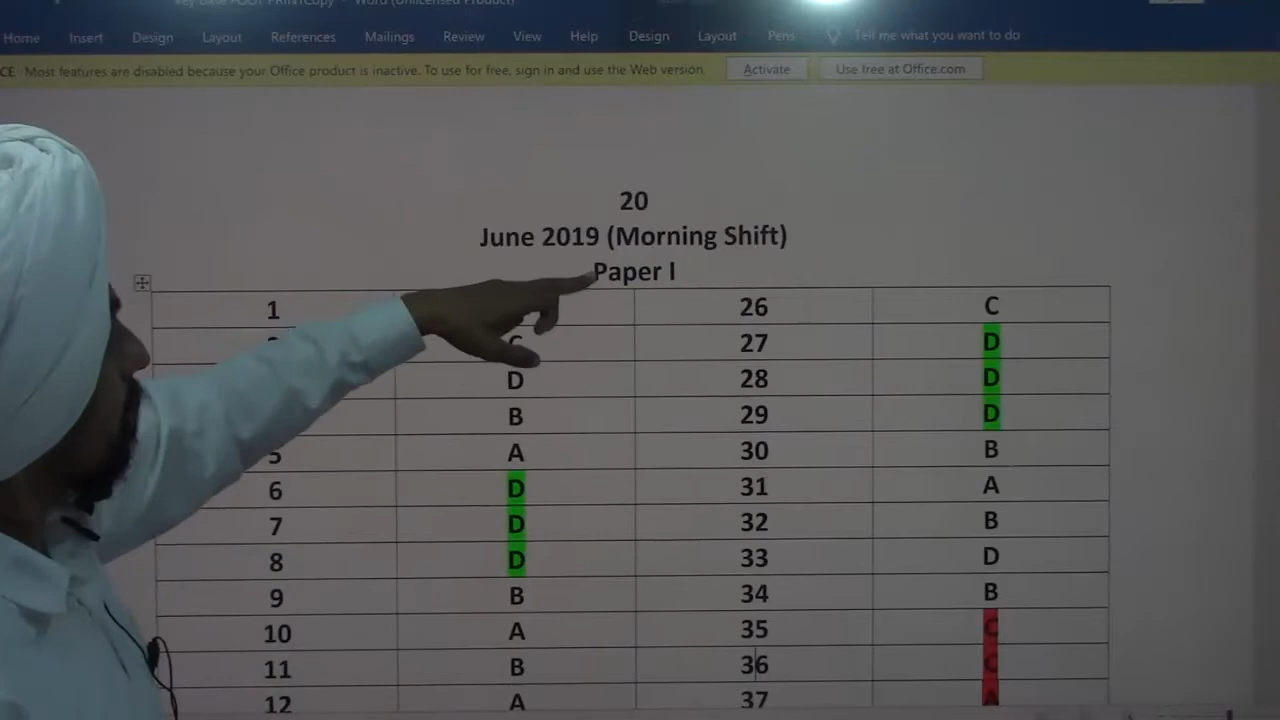 Home Insert Design Layout References Mailings Review View Help Design Layout Pens Tell me what you want to do
CE Most features are disabled because your Office product is inactive. To use for free, sign in and use the Web version. Activate Use free at Office.com
20
June 2019 (Morning Shift)
Paper I
1 26 C
C 27 D
D 28 D
B 29 D
5 A 30 B
6 D 31 A
7 D 32 B
8 D 33 D
9 B 34 B
10 A 35 C
11 B 36 C
12 A 37 A